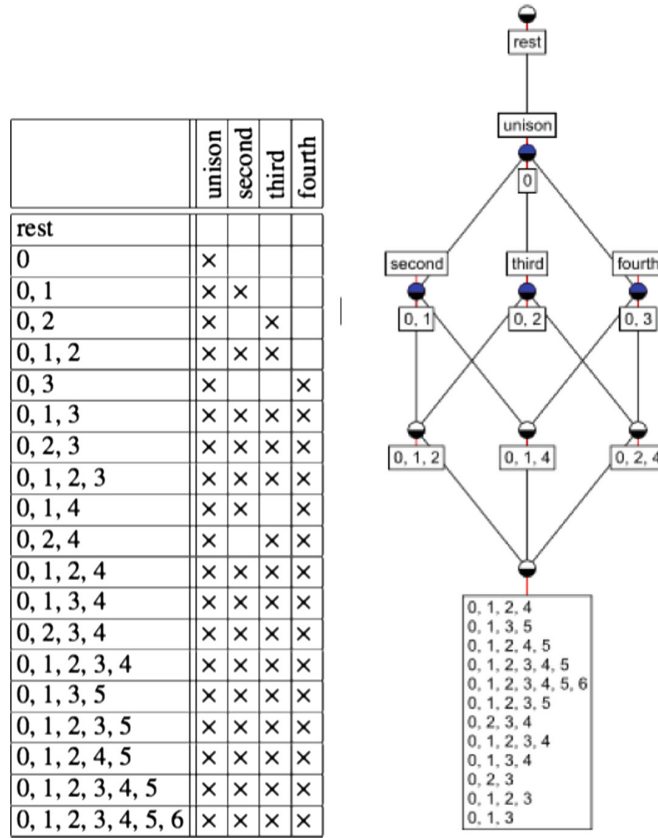 unison second third fourth
rest
0 ×
0, 1 × ×
0, 2 × ×
0, 1, 2 × × ×
0, 3 × ×
0, 1, 3 × × × ×
0, 2, 3 × × × ×
0, 1, 2, 3 × × × ×
0, 1, 4 × × ×
0, 2, 4 × × ×
0, 1, 2, 4 × × × ×
0, 1, 3, 4 × × × ×
0, 2, 3, 4 × × × ×
0, 1, 2, 3, 4 × × × ×
0, 1, 3, 5 × × × ×
0, 1, 2, 3, 5 × × × ×
0, 1, 2, 4, 5 × × × ×
0, 1, 2, 3, 4, 5 × × × ×
0, 1, 2, 3, 4, 5, 6 × × × ×
rest
unison
0
second third fourth
0, 1 0, 2 0, 3
0, 1, 2 0, 1, 4 0, 2, 4
0, 1, 2, 4
0, 1, 3, 5
0, 1, 2, 4, 5
0, 1, 2, 3, 4, 5
0, 1, 2, 3, 4, 5, 6
0, 1, 2, 3, 5
0, 2, 3, 4
0, 1, 2, 3, 4
0, 1, 3, 4
0, 2, 3
0, 1, 2, 3
0, 1, 3